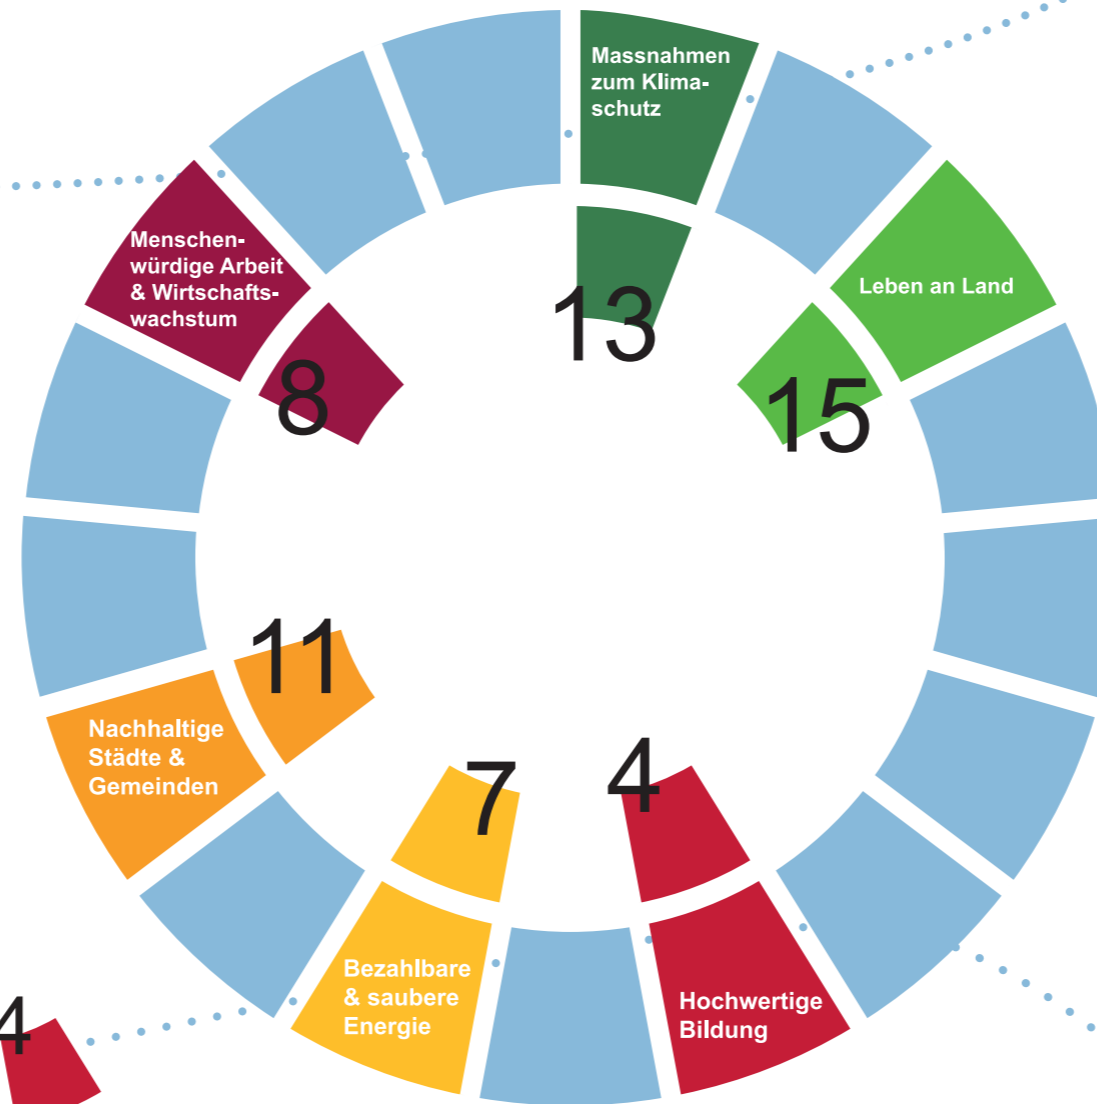 Massnahmen
zum Klima-
schutz
13
Leben an Land
15
Menschen-
würdige Arbeit
& Wirtschafts-
wachstum
8
11
Nachhaltige
Städte &
Gemeinden
7
Bezahlbare
& saubere
Energie
4
Hochwertige
Bildung
4